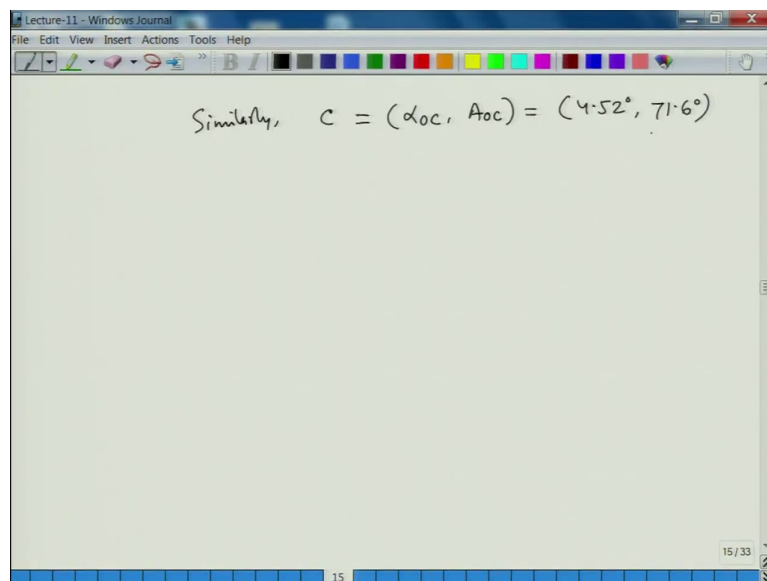 Lecture-11 - Windows Journal
File Edit View Insert Actions Tools Help
B I
Similarly, C = (αoc, Aoc) = (4.52°, 71.6°)
15/33
15